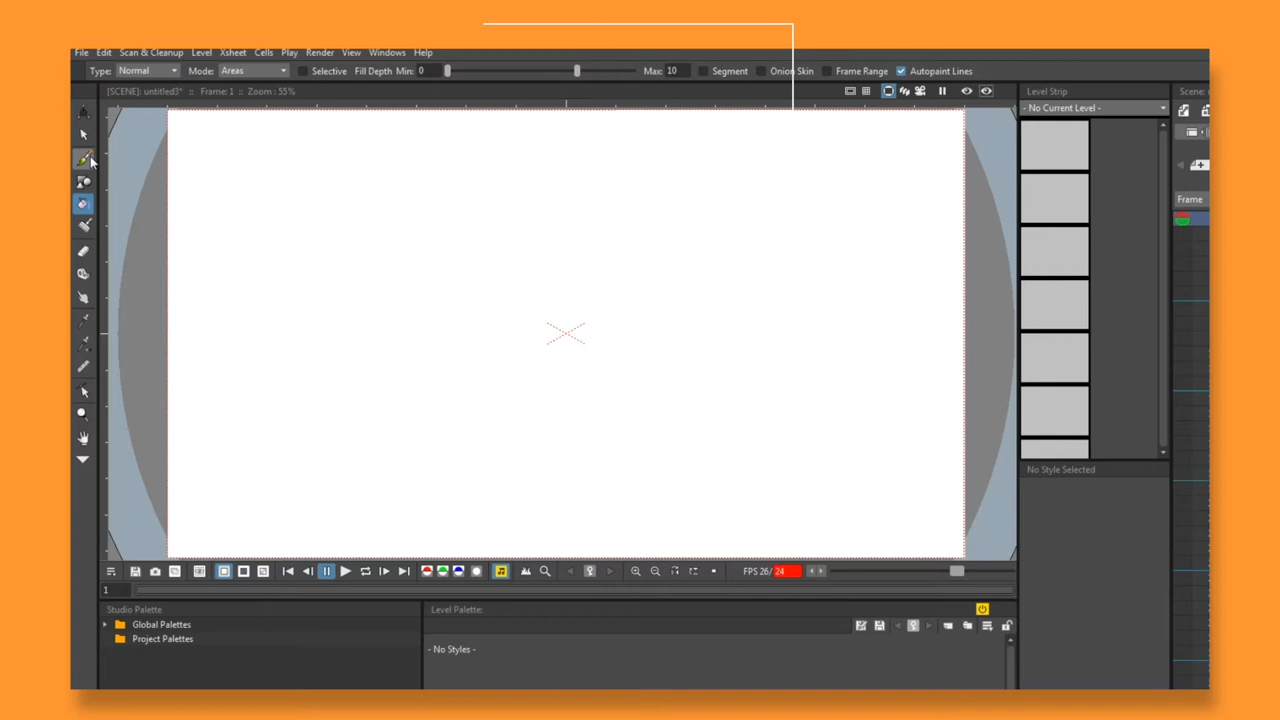 File Edit Scan & Cleanup Level Xsheet Cells Play Render View Windows Help
Type: Normal Mode: Areas Selective Fill Depth Min: 0 Max: 10 Segment Onion Skin Frame Range Autopaint Lines
[SCENE]: untitled3* :: Frame: 1 :: Zoom : 55%
Level Strip
Scene:
- No Current Level -
Frame
No Style Selected
FPS 26/ 24
1
Studio Palette
Level Palette:
Global Palettes
Project Palettes
- No Styles -